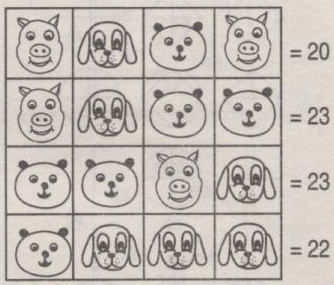 = 20
= 23
= 23
= 22